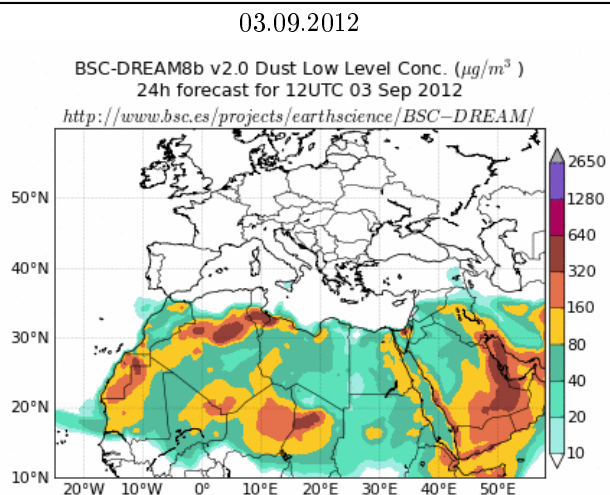 03.09.2012
BSC-DREAM8b v2.0 Dust Low Level Conc. (μg/m³ )
24h forecast for 12UTC 03 Sep 2012
http://www.bsc.es/projects/earthscience/BSC−DREAM/
50°N
40°N
30°N
20°N
10°N
20°W 10°W 0° 10°E 20°E 30°E 40°E 50°E
2650
1280
640
320
160
80
40
20
10